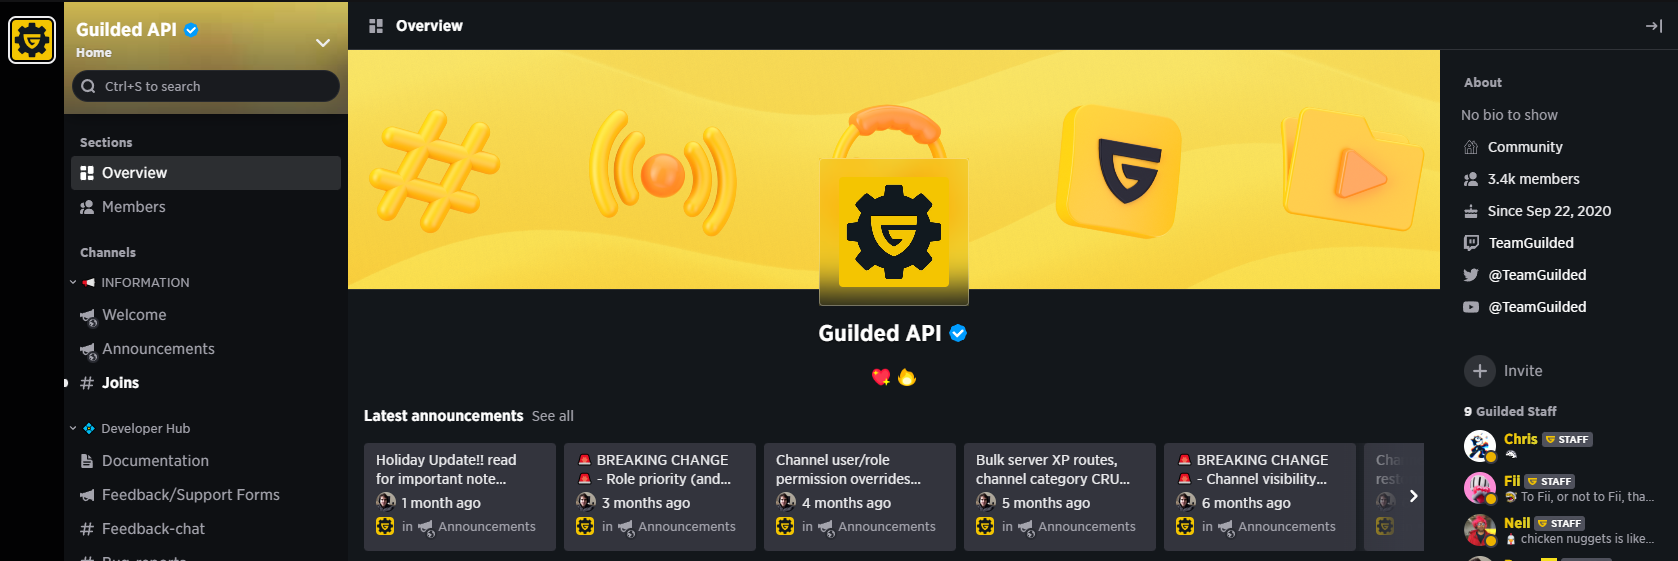 Guilded API
Home
Ctrl+S to search
Sections
Overview
Members
Channels
INFORMATION
Welcome
Announcements
Joins
Developer Hub
Documentation
Feedback/Support Forms
Feedback-chat
Bug-reports
Overview
Guilded API
Latest announcements See all
Holiday Update!! read
for important note...
1 month ago
in Announcements
BREAKING CHANGE
- Role priority (and...
3 months ago
in Announcements
Channel user/role
permission overrides...
4 months ago
in Announcements
Bulk server XP routes,
channel category CRU...
5 months ago
in Announcements
BREAKING CHANGE
- Channel visibility...
6 months ago
in Announcements
Cha
rest
in
About
No bio to show
Community
3.4k members
Since Sep 22, 2020
TeamGuilded
@TeamGuilded
@TeamGuilded
Invite
9 Guilded Staff
Chris STAFF
Fii STAFF
To Fii, or not to Fii, tha...
Neil STAFF
chicken nuggets is like...